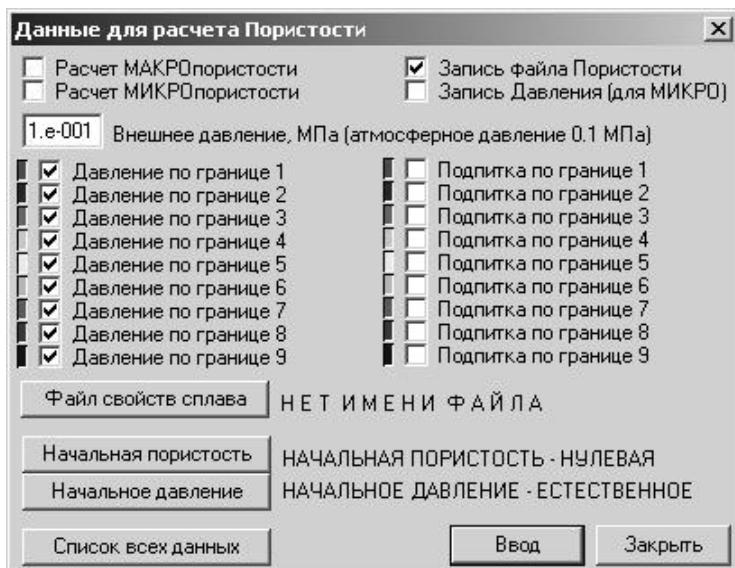 Данные для расчета Пористости
Расчет МАКРОпористости
Расчет МИКРОпористости
Запись файла Пористости
Запись Давления (для МИКРО)
1.e-001 Внешнее давление, МПа (атмосферное давление 0.1 МПа)
Давление по границе 1
Давление по границе 2
Давление по границе 3
Давление по границе 4
Давление по границе 5
Давление по границе 6
Давление по границе 7
Давление по границе 8
Давление по границе 9
Подпитка по границе 1
Подпитка по границе 2
Подпитка по границе 3
Подпитка по границе 4
Подпитка по границе 5
Подпитка по границе 6
Подпитка по границе 7
Подпитка по границе 8
Подпитка по границе 9
Файл свойств сплава Н Е Т И М Е Н И Ф А Й Л А
Начальная пористость НАЧАЛЬНАЯ ПОРИСТОСТЬ - НУЛЕВАЯ
Начальное давление НАЧАЛЬНОЕ ДАВЛЕНИЕ - ЕСТЕСТВЕННОЕ
Список всех данных Ввод Закрыть